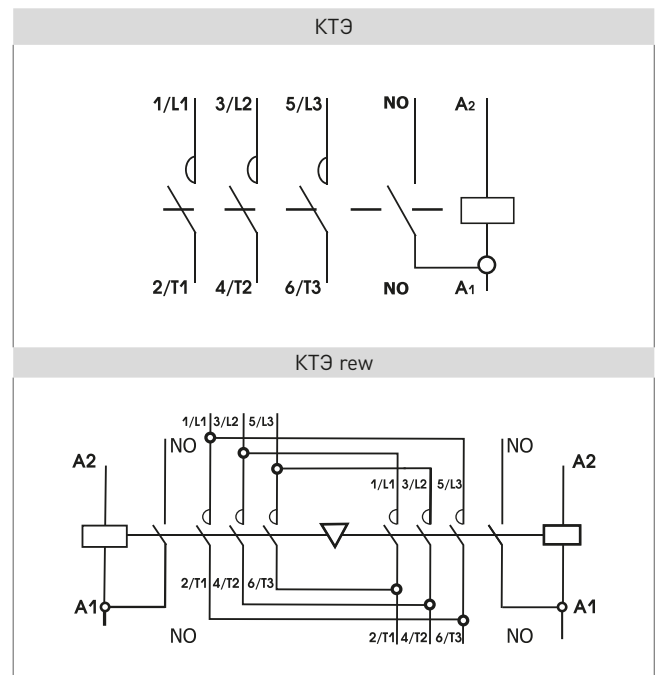 КТЭ
1/L1 3/L2 5/L3 NO A2
2/T1 4/T2 6/T3 NO A1
КТЭ rew
1/L1 3/L2 5/L3
NO NO
A2 A2
1/L1 3/L2 5/L3
2/T1 4/T2 6/T3
A1 A1
NO 2/T1 4/T2 6/T3 NO